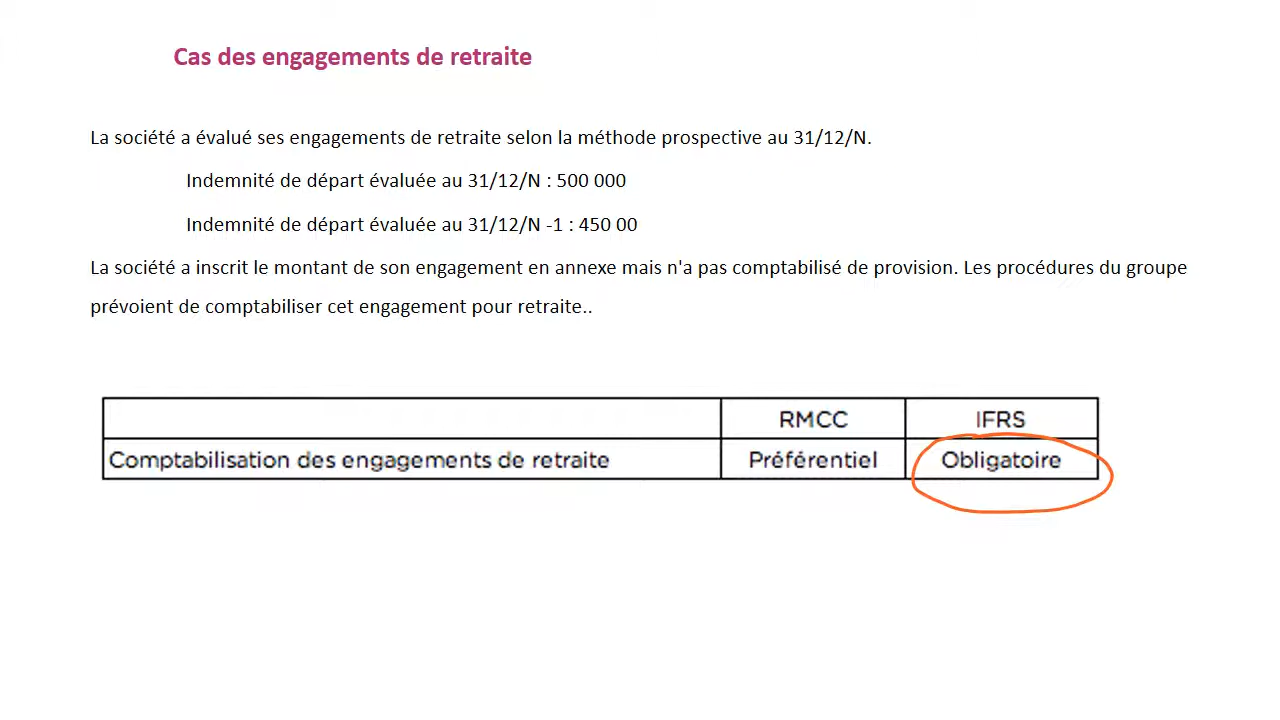 Cas des engagements de retraite
La société a évalué ses engagements de retraite selon la méthode prospective au 31/12/N.
Indemnité de départ évaluée au 31/12/N : 500 000
Indemnité de départ évaluée au 31/12/N -1 : 450 00
La société a inscrit le montant de son engagement en annexe mais n'a pas comptabilisé de provision. Les procédures du groupe
prévoient de comptabiliser cet engagement pour retraite..
RMCC IFRS
Comptabilisation des engagements de retraite Préférentiel Obligatoire